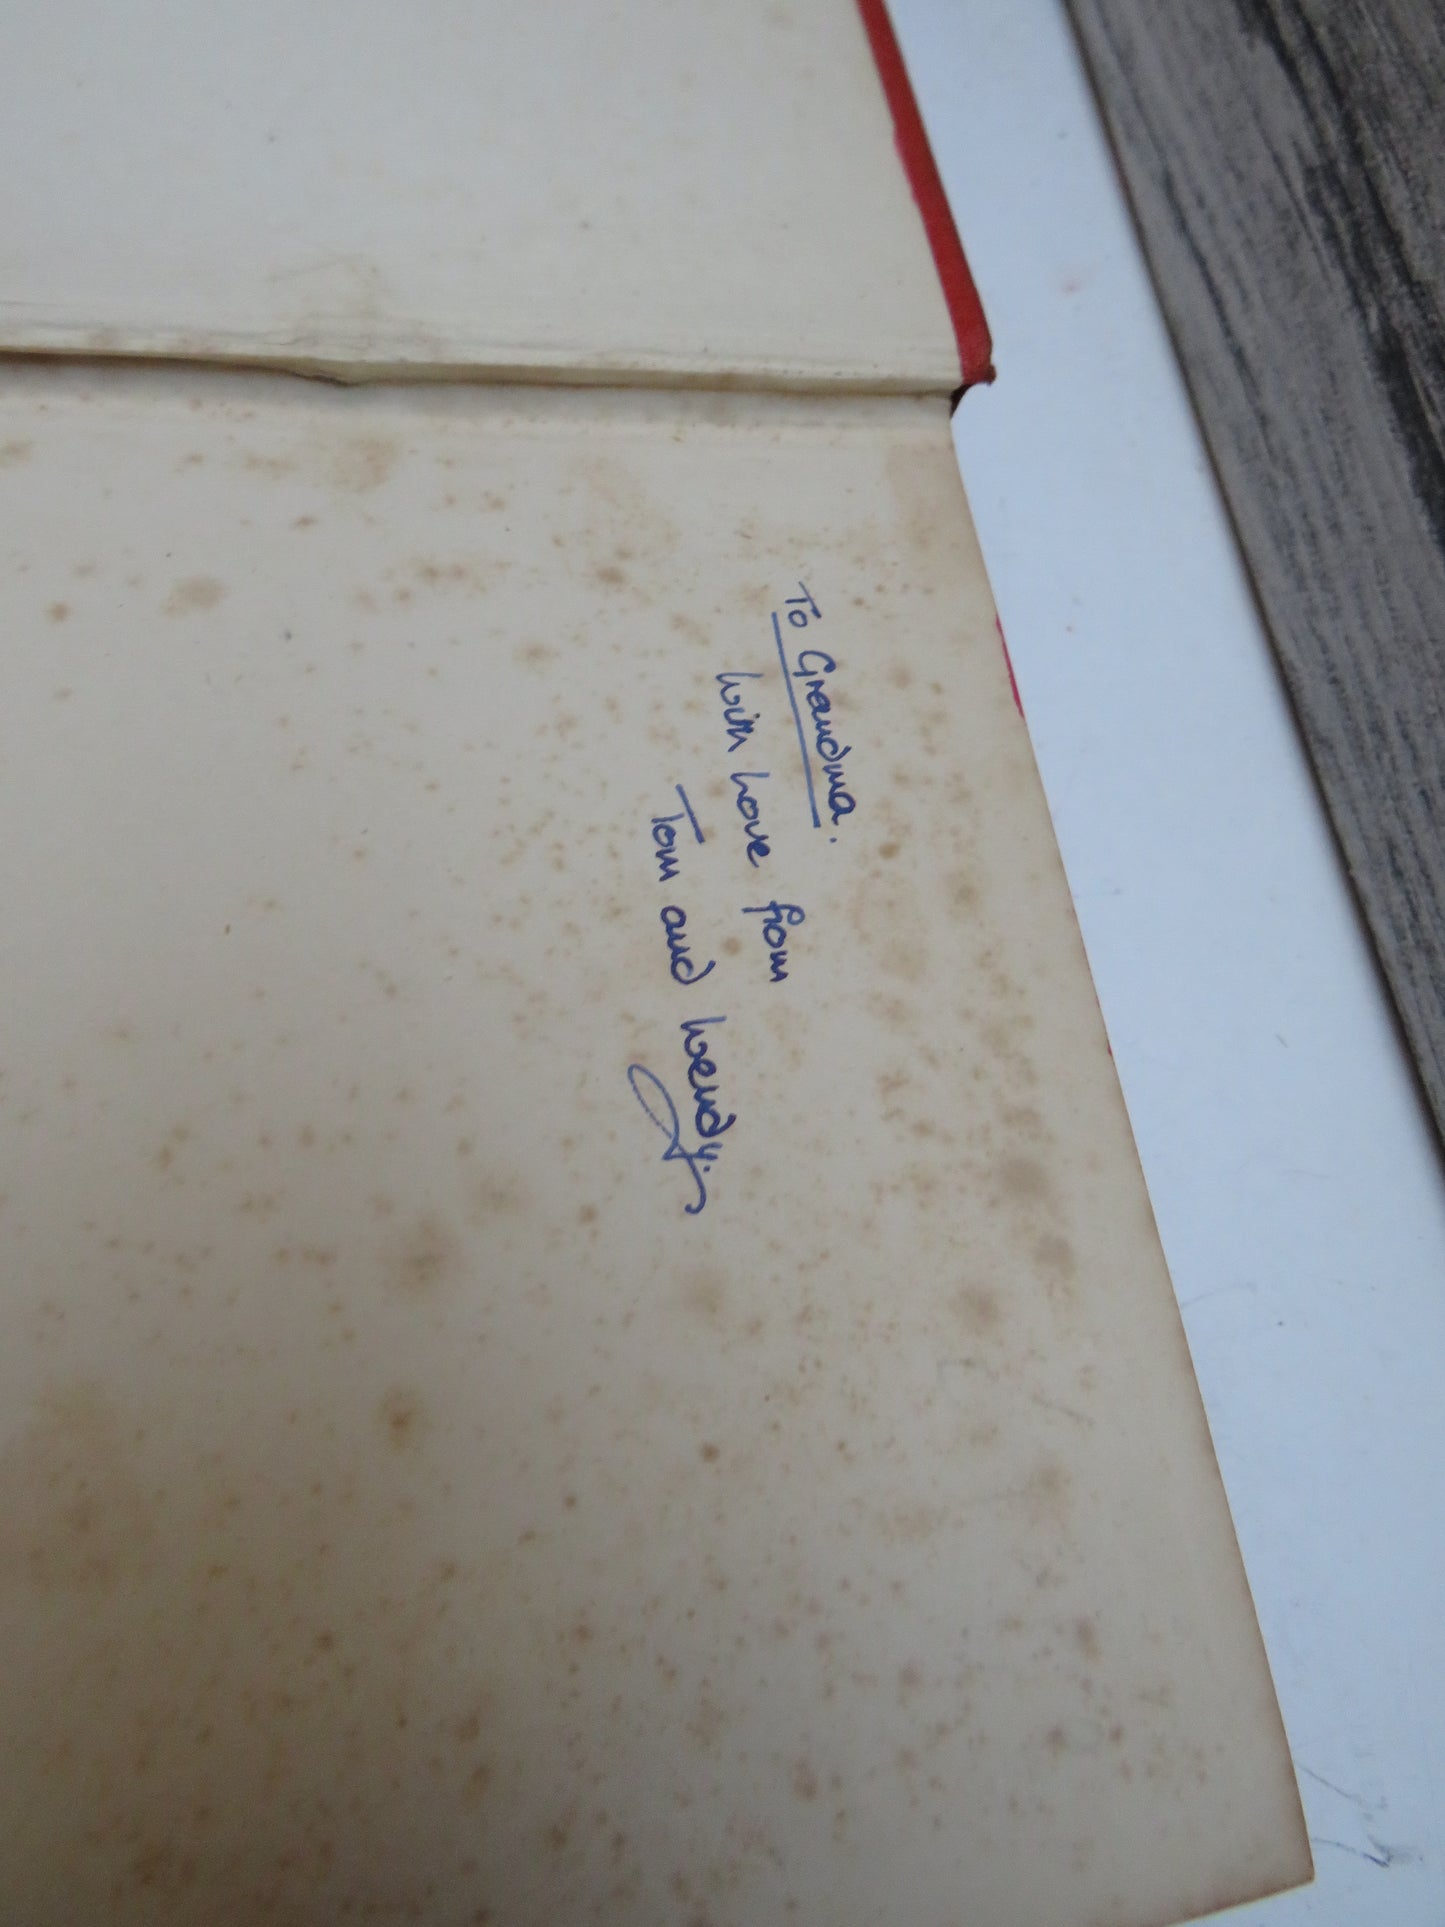 To Grandma.
with love from
Tom and Wendy.